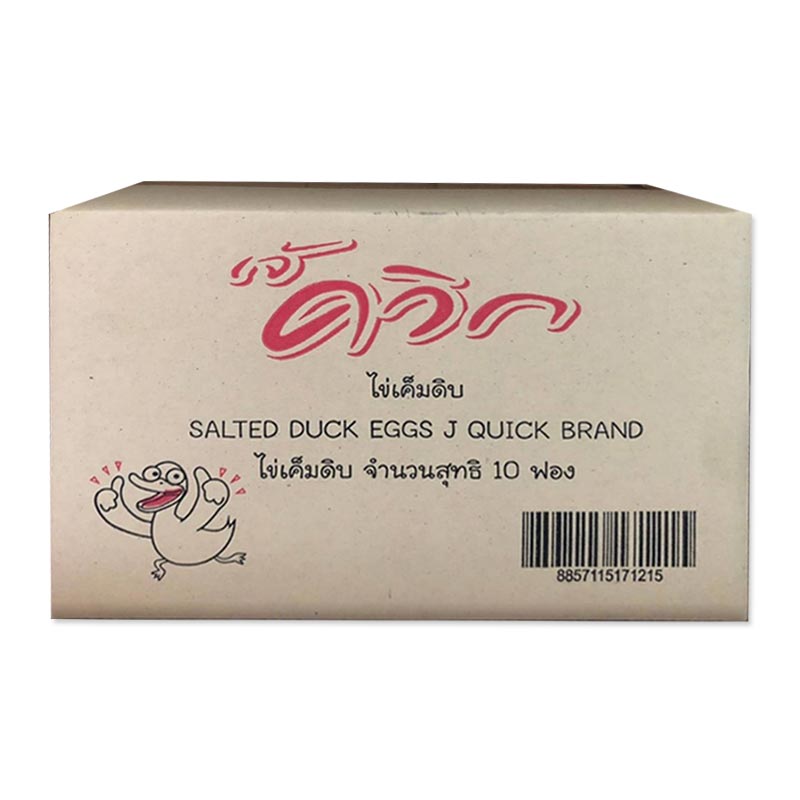 เจ๊ควิก
ไข่เค็มดิบ
SALTED DUCK EGGS J QUICK BRAND
ไข่เค็มดิบ จำนวนสุทธิ 10 ฟอง
8857115171215